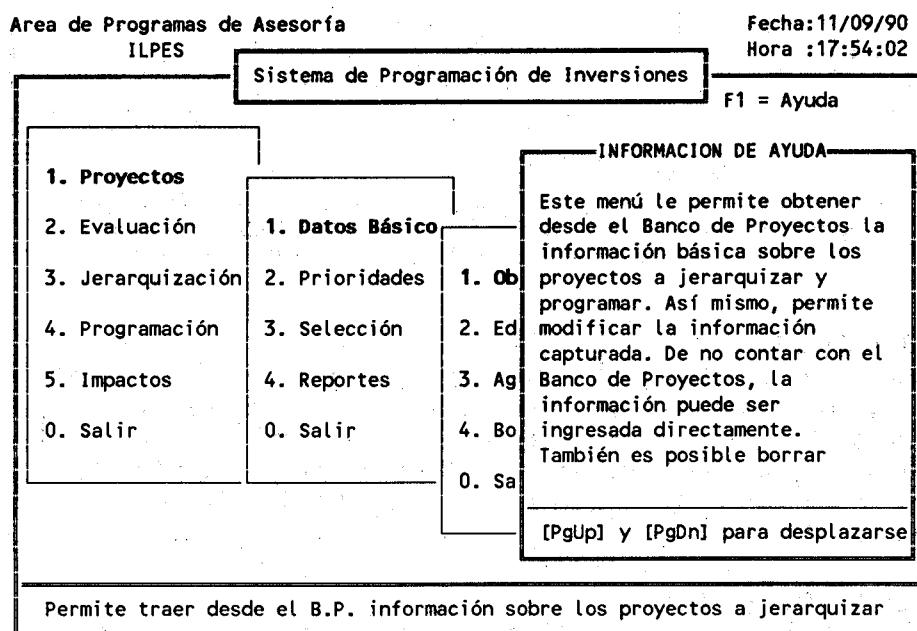 Area de Programas de Asesoría
ILPES
Fecha:11/09/90
Hora :17:54:02
Sistema de Programación de Inversiones
F1 = Ayuda
1. Proyectos
2. Evaluación
3. Jerarquización
4. Programación
5. Impactos
0. Salir
1. Datos Básico
2. Prioridades
3. Selección
4. Reportes
0. Salir
1. Ob
2. Ed
3. Ag
4. Bo
0. Sa
INFORMACION DE AYUDA
Este menú le permite obtener
desde el Banco de Proyectos la
información básica sobre los
proyectos a jerarquizar y
programar. Así mismo, permite
modificar la información
capturada. De no contar con el
Banco de Proyectos, la
información puede ser
ingresada directamente.
También es posible borrar
[PgUp] y [PgDn] para desplazarse
Permite traer desde el B.P. información sobre los proyectos a jerarquizar